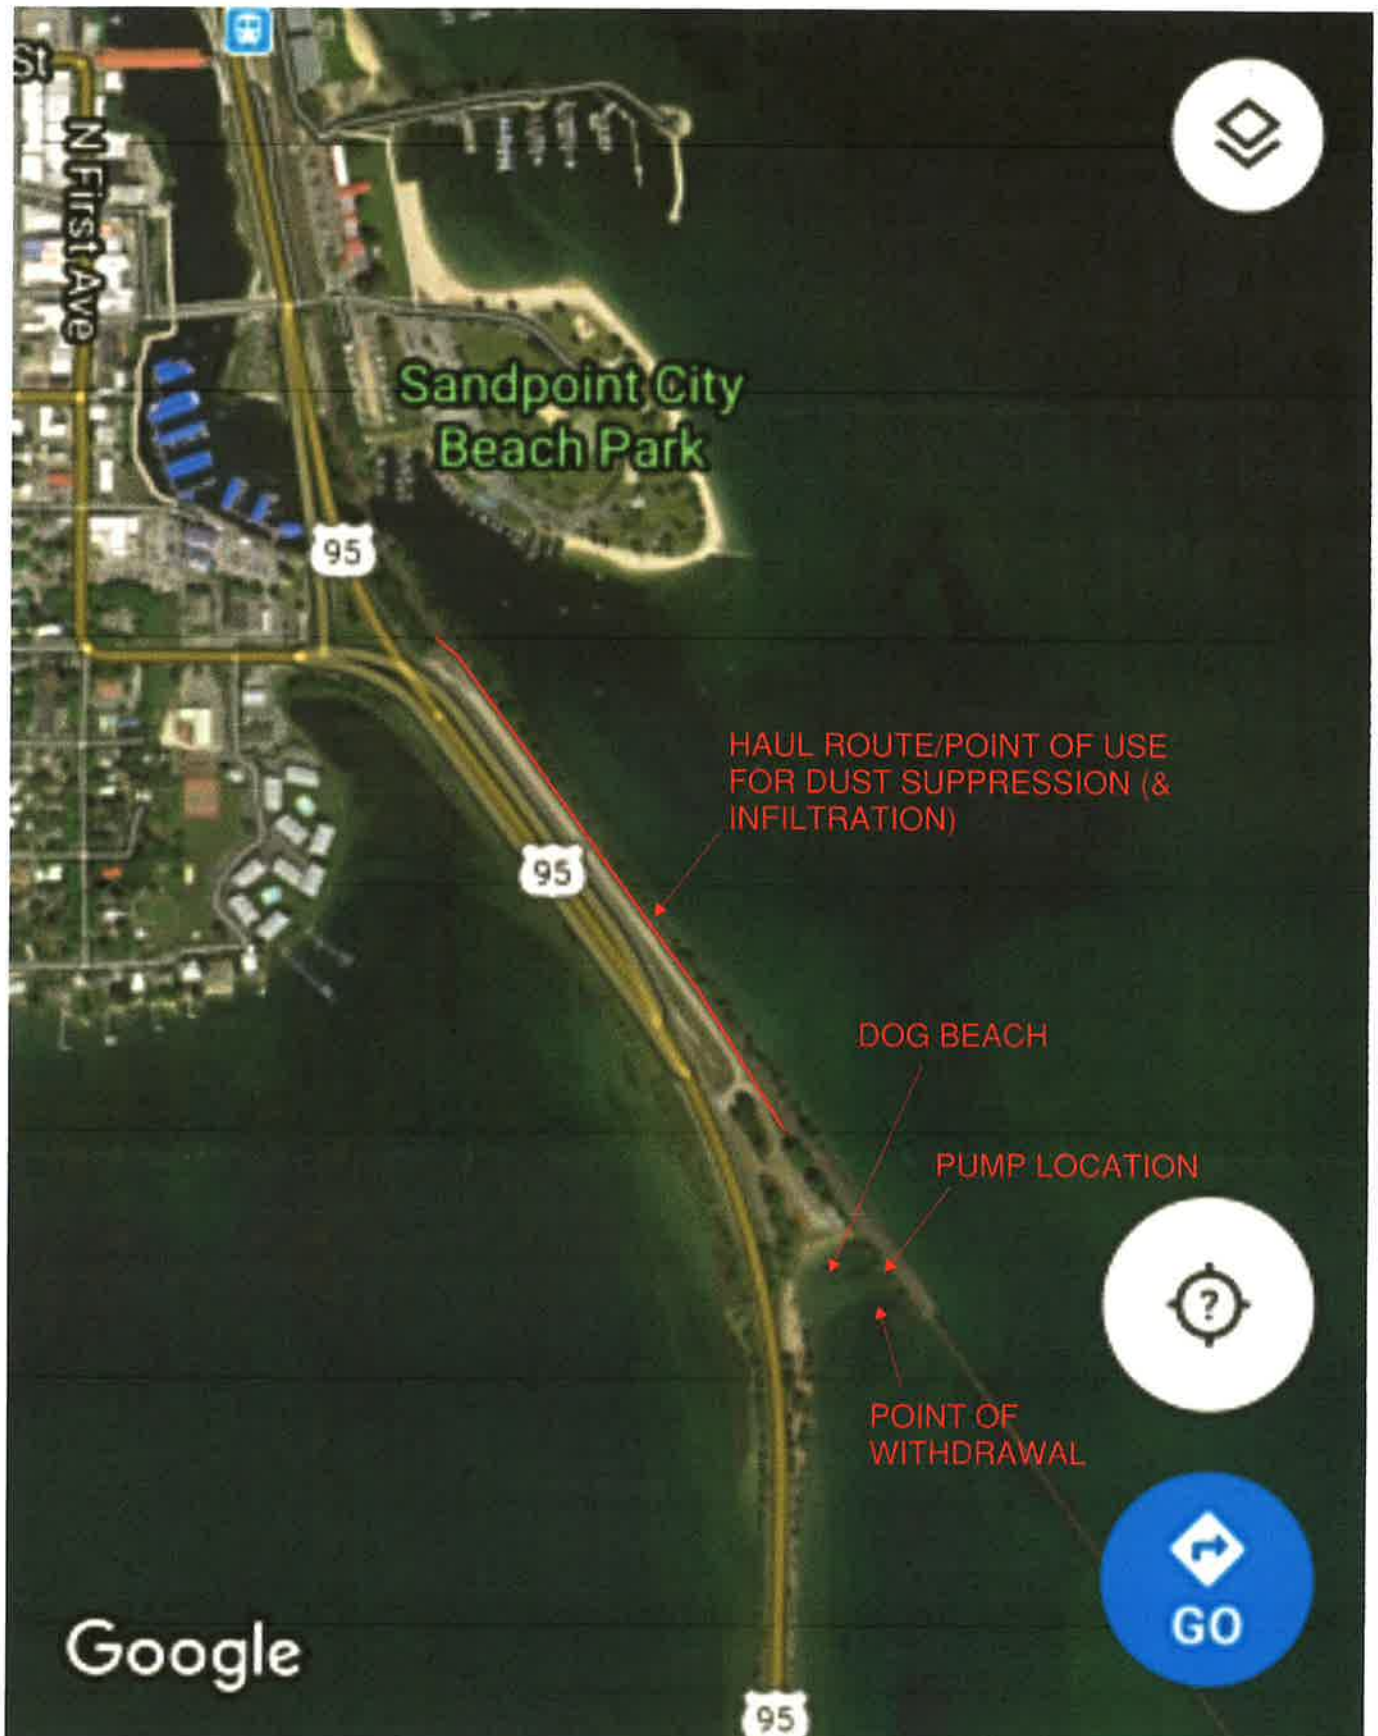 St
N First Ave
Sandpoint City
Beach Park
95
HAUL ROUTE/POINT OF USE
FOR DUST SUPPRESSION (&
INFILTRATION)
95
DOG BEACH
PUMP LOCATION
?
POINT OF
WITHDRAWAL
GO
Google
95